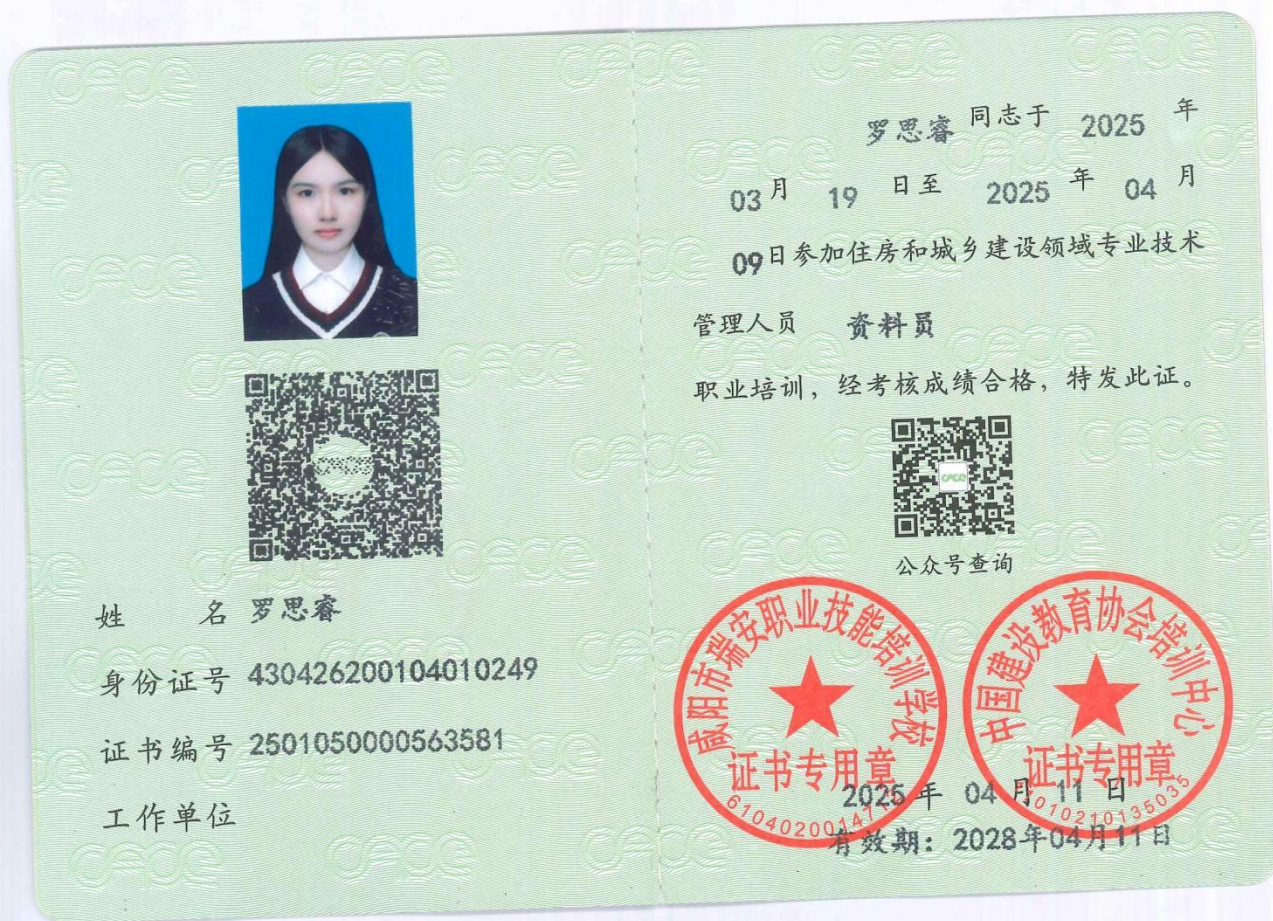 姓 名 罗思睿
身份证号 430426200104010249
证书编号 2501050000563581
工作单位
罗思睿 同志于 2025 年
03月 19 日至 2025 年 04 月
09日参加住房和城乡建设领域专业技术
管理人员 资料员
职业培训，经考核成绩合格，特发此证。
公众号查询
咸阳市瑞安职业技能培训学校
证书专用章
中国建设教育协会培训中心
证书专用章
2025 年 04 月 11 日
有效期：2028年04月11日